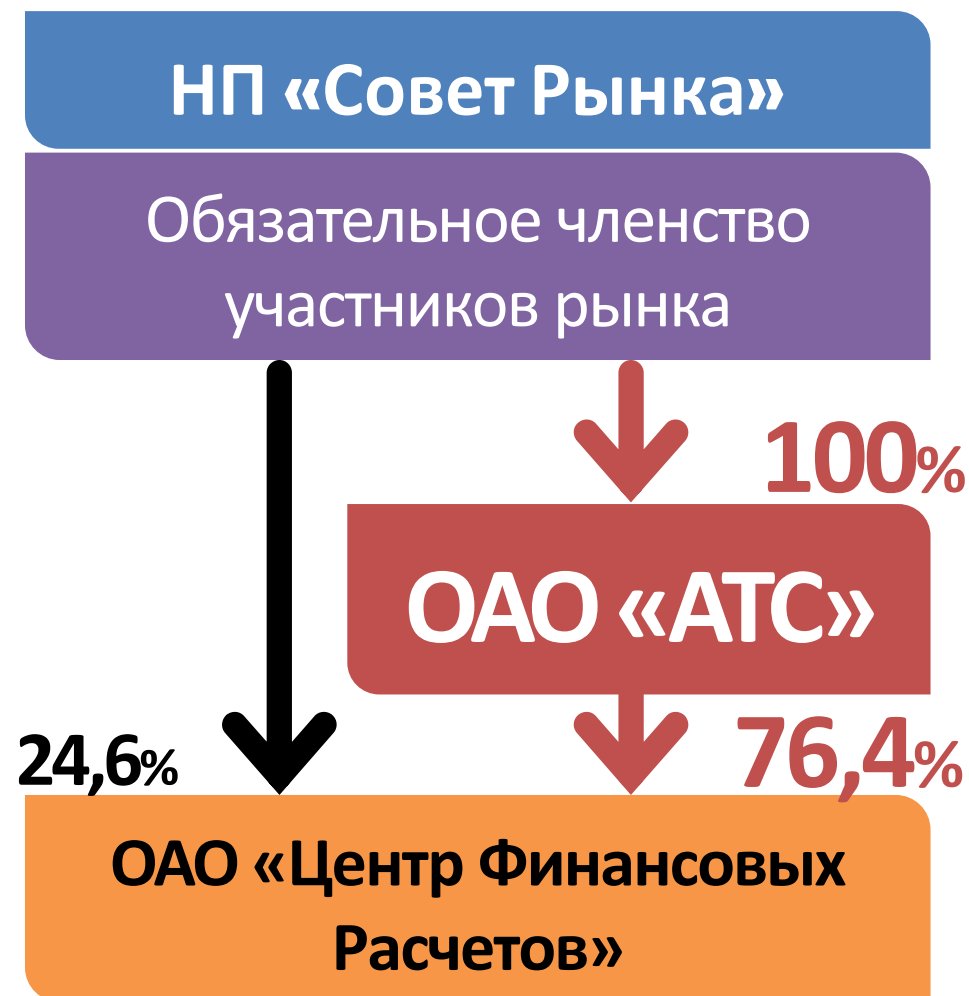 НП «Совет Рынка»
Обязательное членство
участников рынка
100%
ОАО «АТС»
24,6%
76,4%
ОАО «Центр Финансовых
Расчетов»